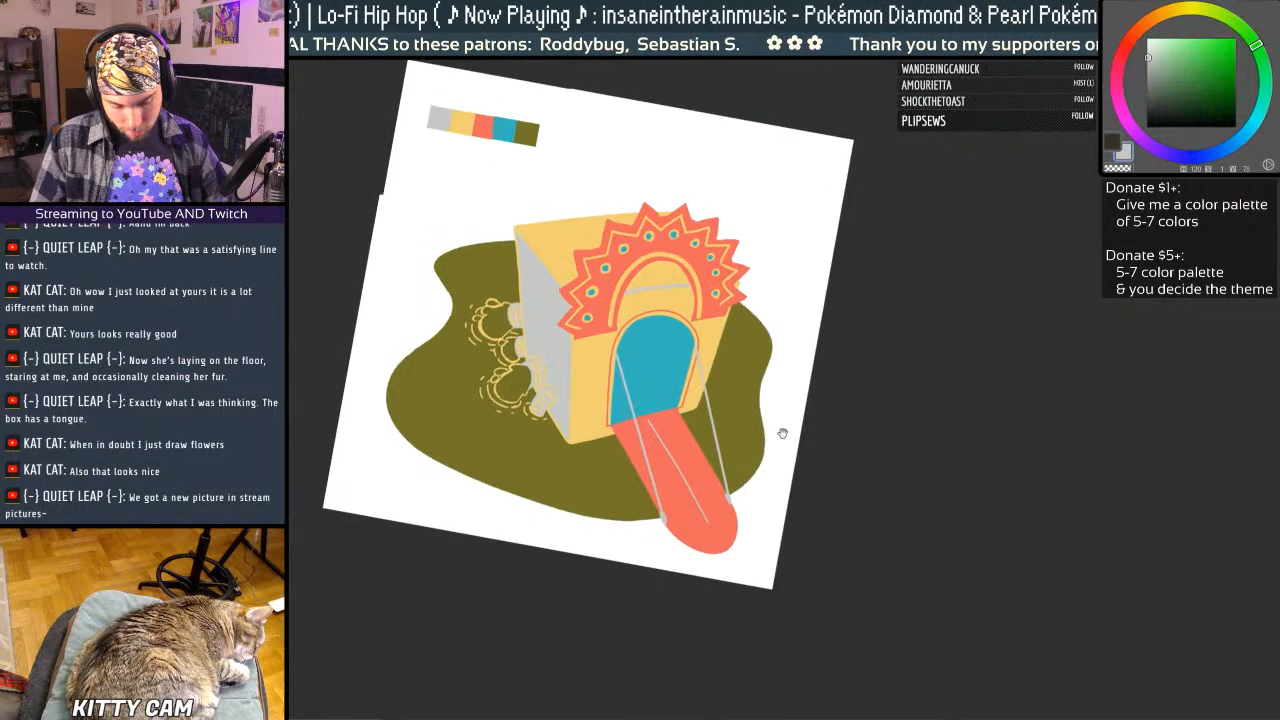 :) | Lo-Fi Hip Hop ( ♪ Now Playing ♪ : insaneintherainmusic - Pokémon Diamond & Pearl Pokém
AL THANKS to these patrons: Roddybug, Sebastian S. ✿ ✿ ✿ Thank you to my supporters o
WANDERINGCANUCK FOLLOW
AMOURIETTA HOST(1)
SHOCKTHETOAST FOLLOW
PLIPSEWS FOLLOW
H 120 S 1 V 78
Donate $1+:
Give me a color palette
of 5-7 colors
Donate $5+:
5-7 color palette
& you decide the theme
Streaming to YouTube AND Twitch
{-} QUIET LEAP {-}: Oh my that was a satisfying line
to watch.
KAT CAT: Oh wow I just looked at yours it is a lot
different than mine
KAT CAT: Yours looks really good
{-} QUIET LEAP {-}: Now she's laying on the floor,
staring at me, and occasionally cleaning her fur.
{-} QUIET LEAP {-}: Exactly what I was thinking. The
box has a tongue.
KAT CAT: When in doubt I just draw flowers
KAT CAT: Also that looks nice
{-} QUIET LEAP {-}: We got a new picture in stream
pictures~
KITTY CAM